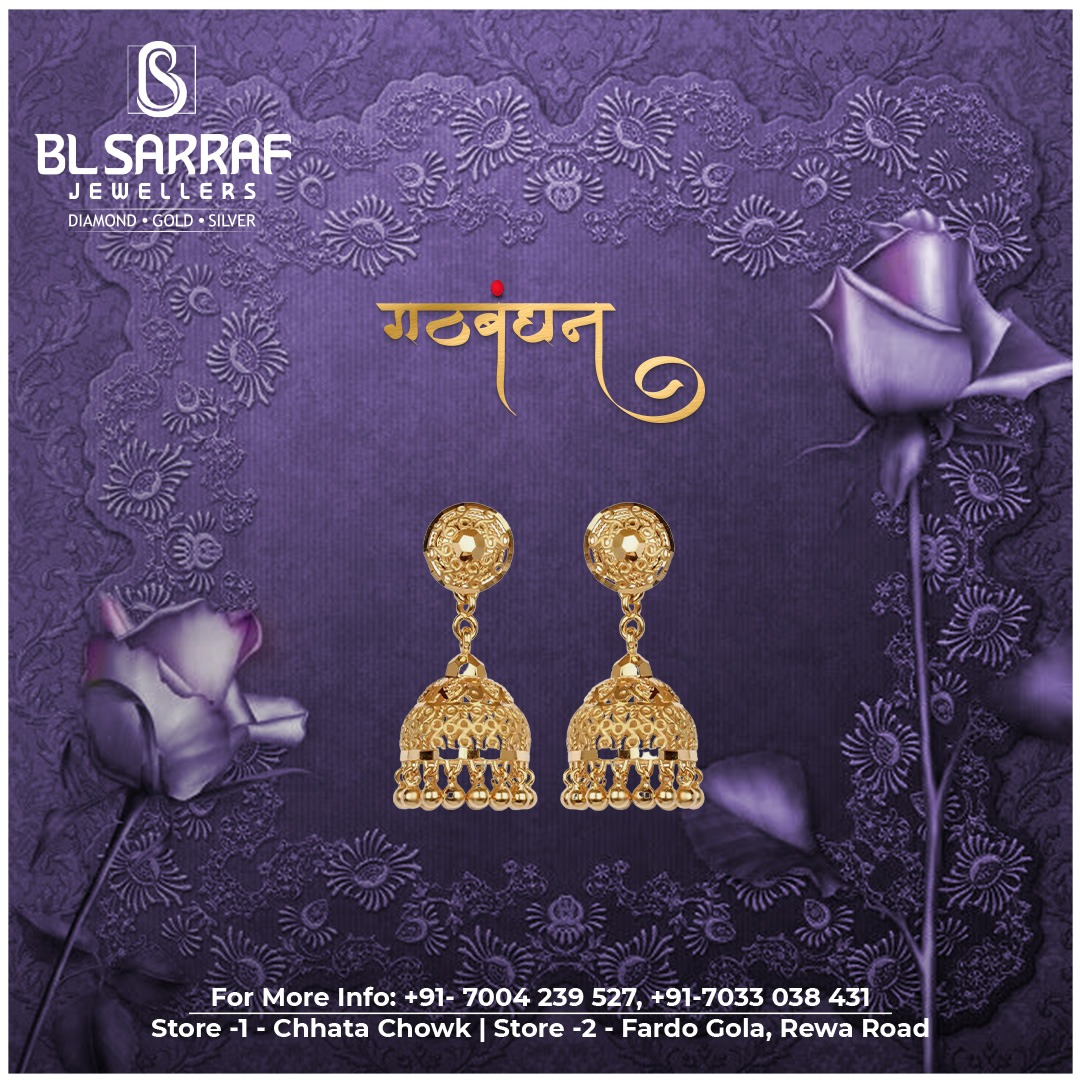 BL SARRAF
JEWELLERS
DIAMOND • GOLD • SILVER
गठबंधन
For More Info: +91- 7004 239 527, +91-7033 038 431
Store -1 - Chhata Chowk | Store -2 - Fardo Gola, Rewa Road